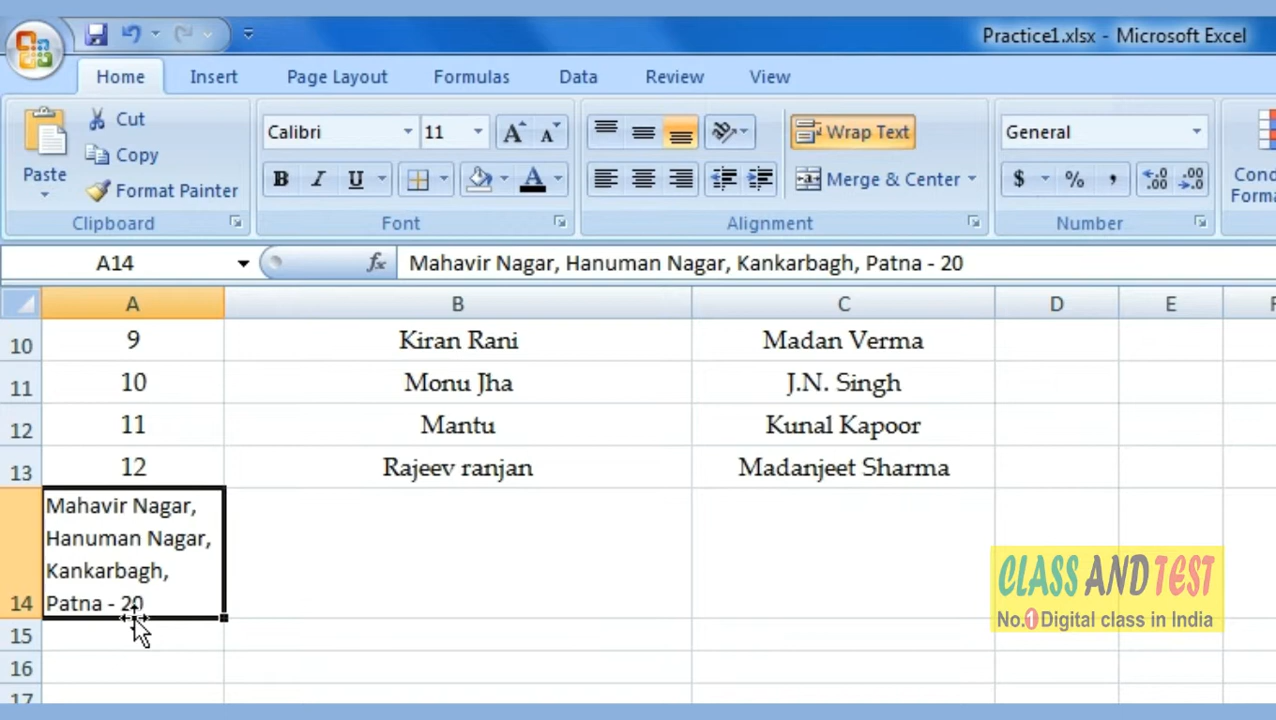 Practice1.xlsx - Microsoft Excel
Home Insert Page Layout Formulas Data Review View
Paste
Cut
Copy
Format Painter
Clipboard
Calibri 11
B I U A
Font
Wrap Text
Merge & Center
Alignment
General
$ % ,
Number
A14 fx Mahavir Nagar, Hanuman Nagar, Kankarbagh, Patna - 20
A B C D E
10 9 Kiran Rani Madan Verma
11 10 Monu Jha J.N. Singh
12 11 Mantu Kunal Kapoor
13 12 Rajeev ranjan Madanjeet Sharma
14 Mahavir Nagar,
Hanuman Nagar,
Kankarbagh,
Patna - 20
15
16
17
CLASS AND TEST
No.1 Digital class in India